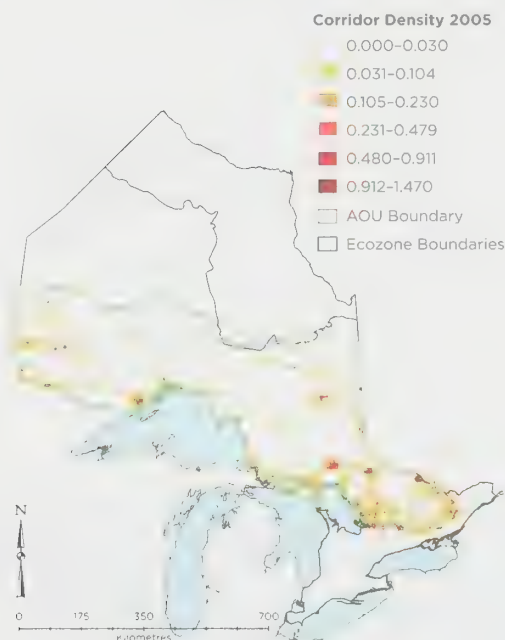 Corridor Density 2005
0.000–0.030
0.031–0.104
0.105–0.230
0.231–0.479
0.480–0.911
0.912–1.470
AOU Boundary
Ecozone Boundaries
N
0 175 350 700
Kilometres